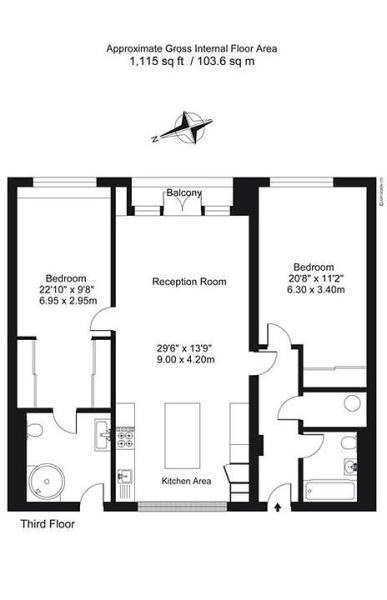 Approximate Gross Internal Floor Area
1,115 sq ft / 103.6 sq m
N
Balcony
Bedroom
22'10" x 9'8"
6.95 x 2.95m
Reception Room
Bedroom
20'8" x 11'2"
6.30 x 3.40m
29'6" x 13'9"
9.00 x 4.20m
Kitchen Area
Third Floor